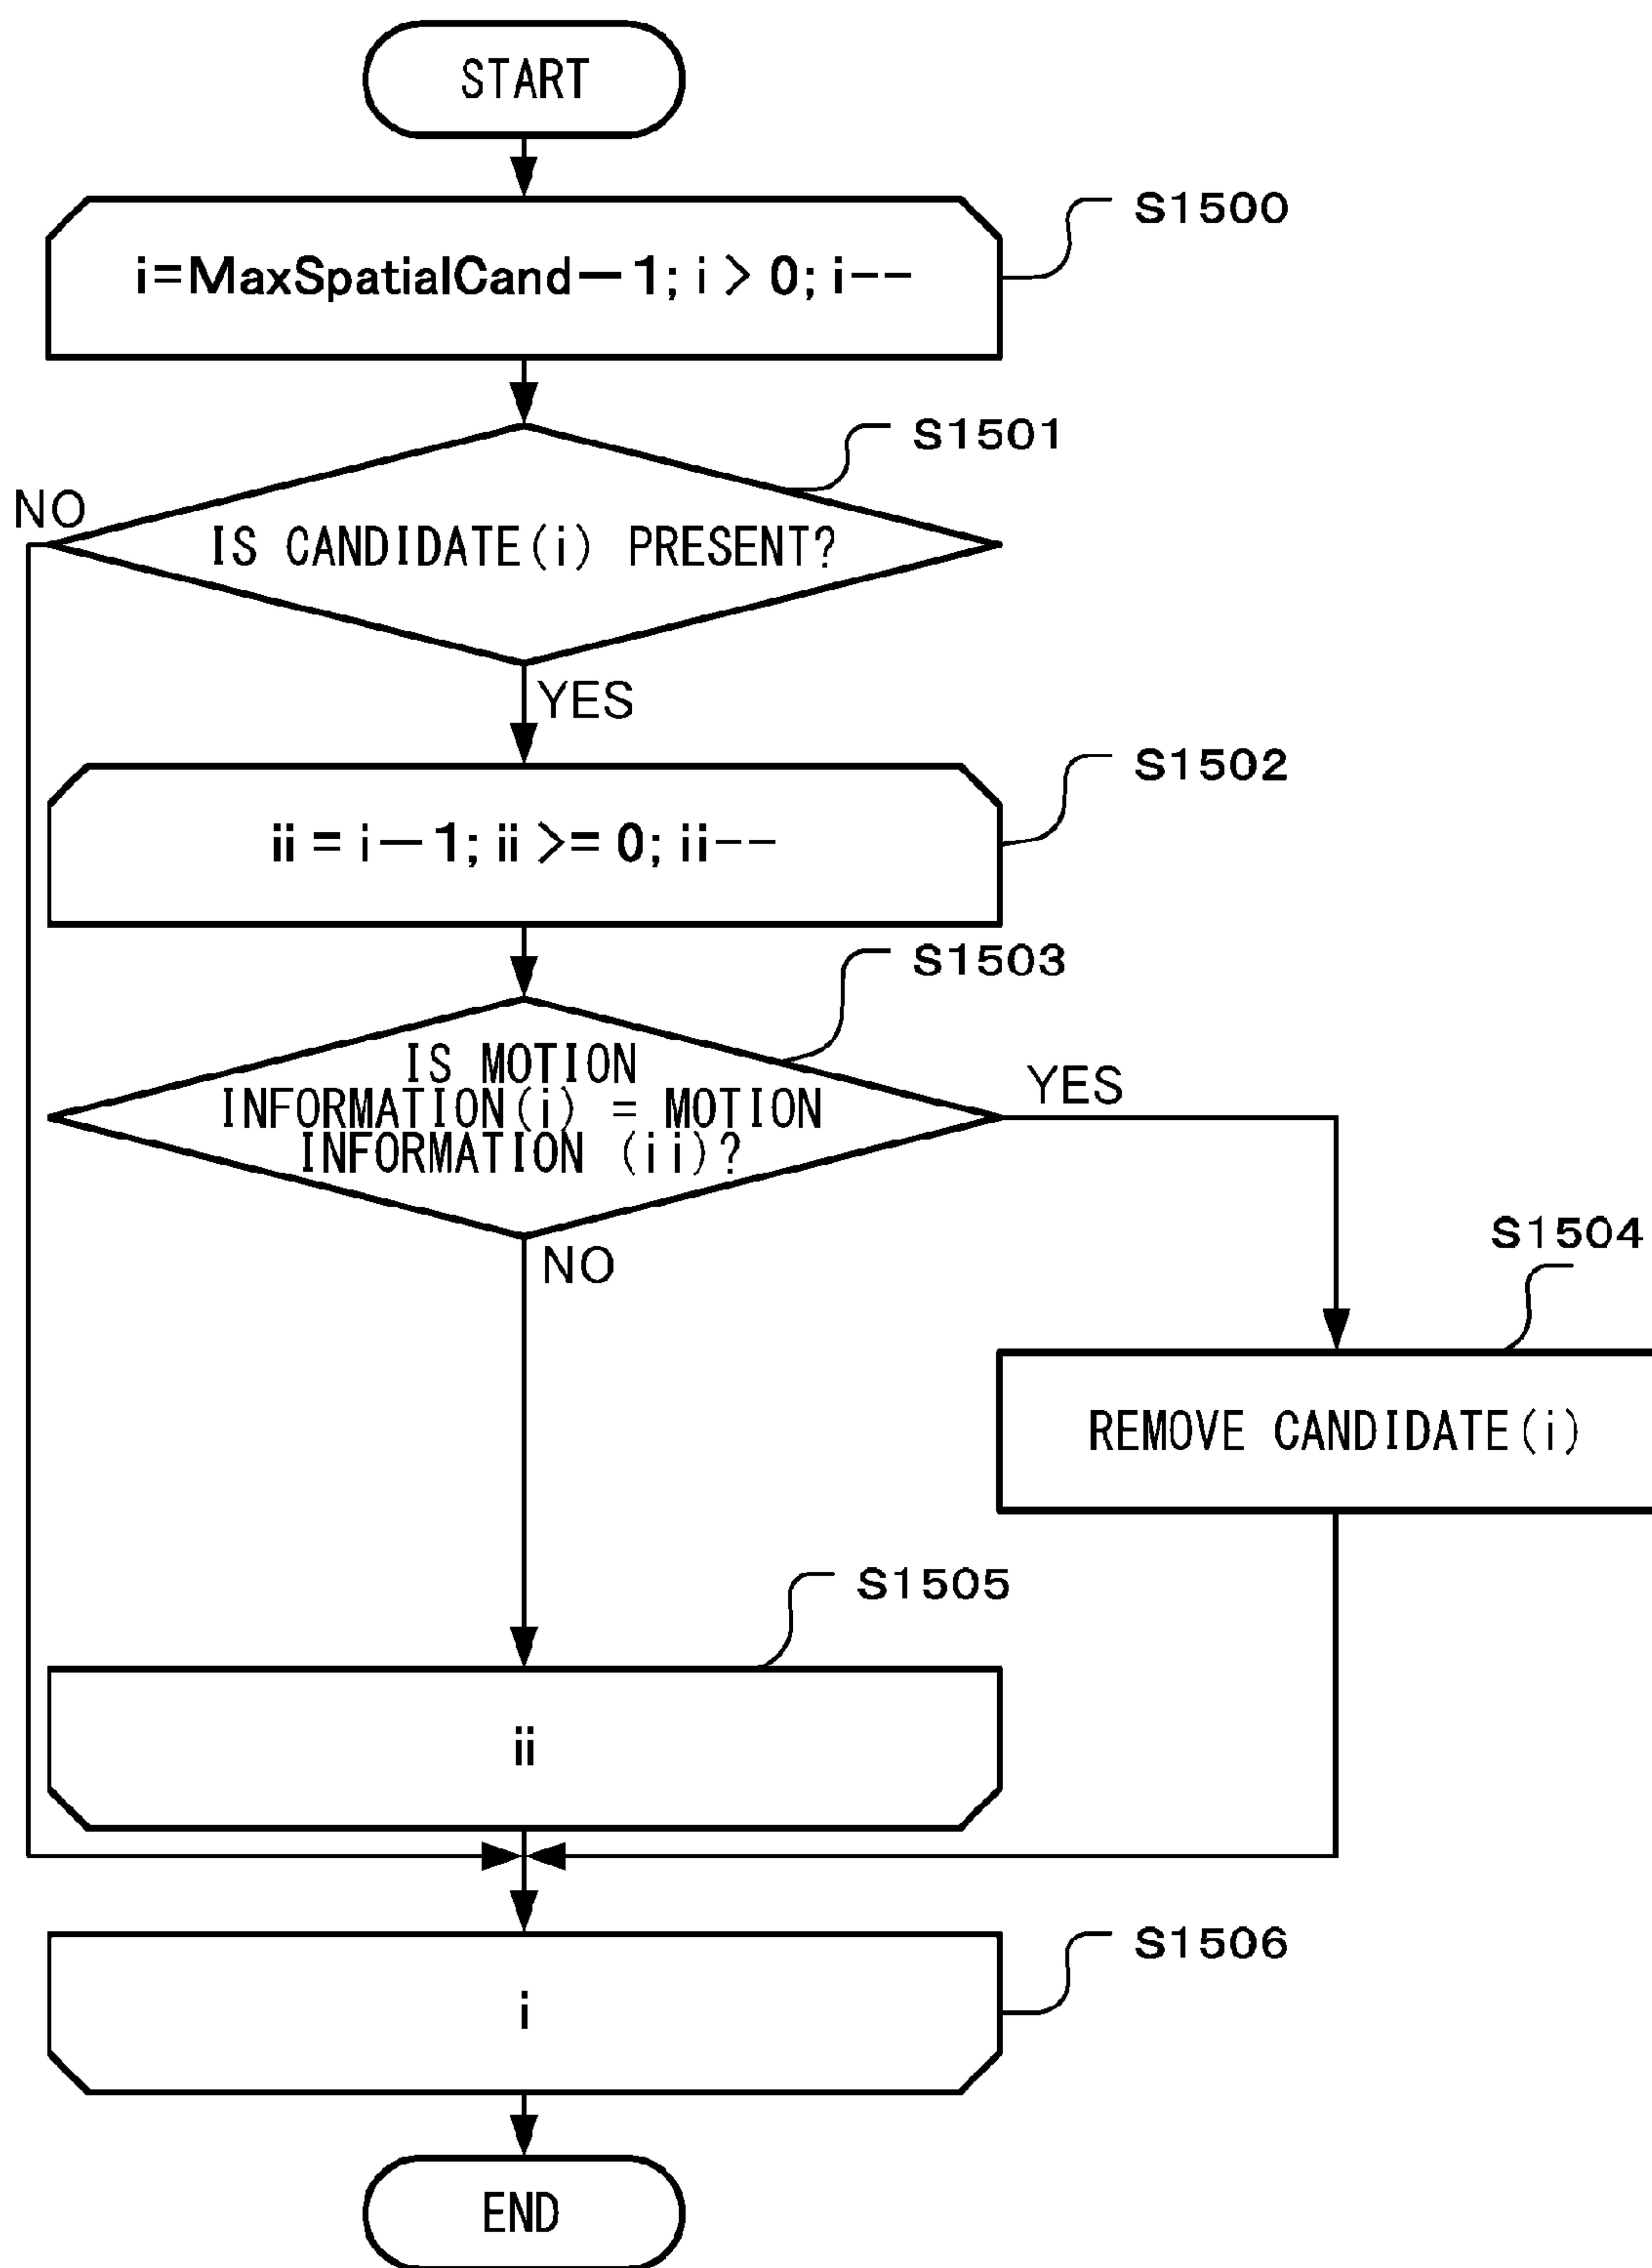 START
S1500
i=MaxSpatialCand—1; i > 0; i−−
S1501
NO
IS CANDIDATE(i) PRESENT?
YES
S1502
ii = i—1; ii >= 0; ii−−
S1503
IS MOTION
INFORMATION(i) = MOTION
INFORMATION (ii)?
YES
NO
S1504
REMOVE CANDIDATE(i)
S1505
ii
S1506
i
END